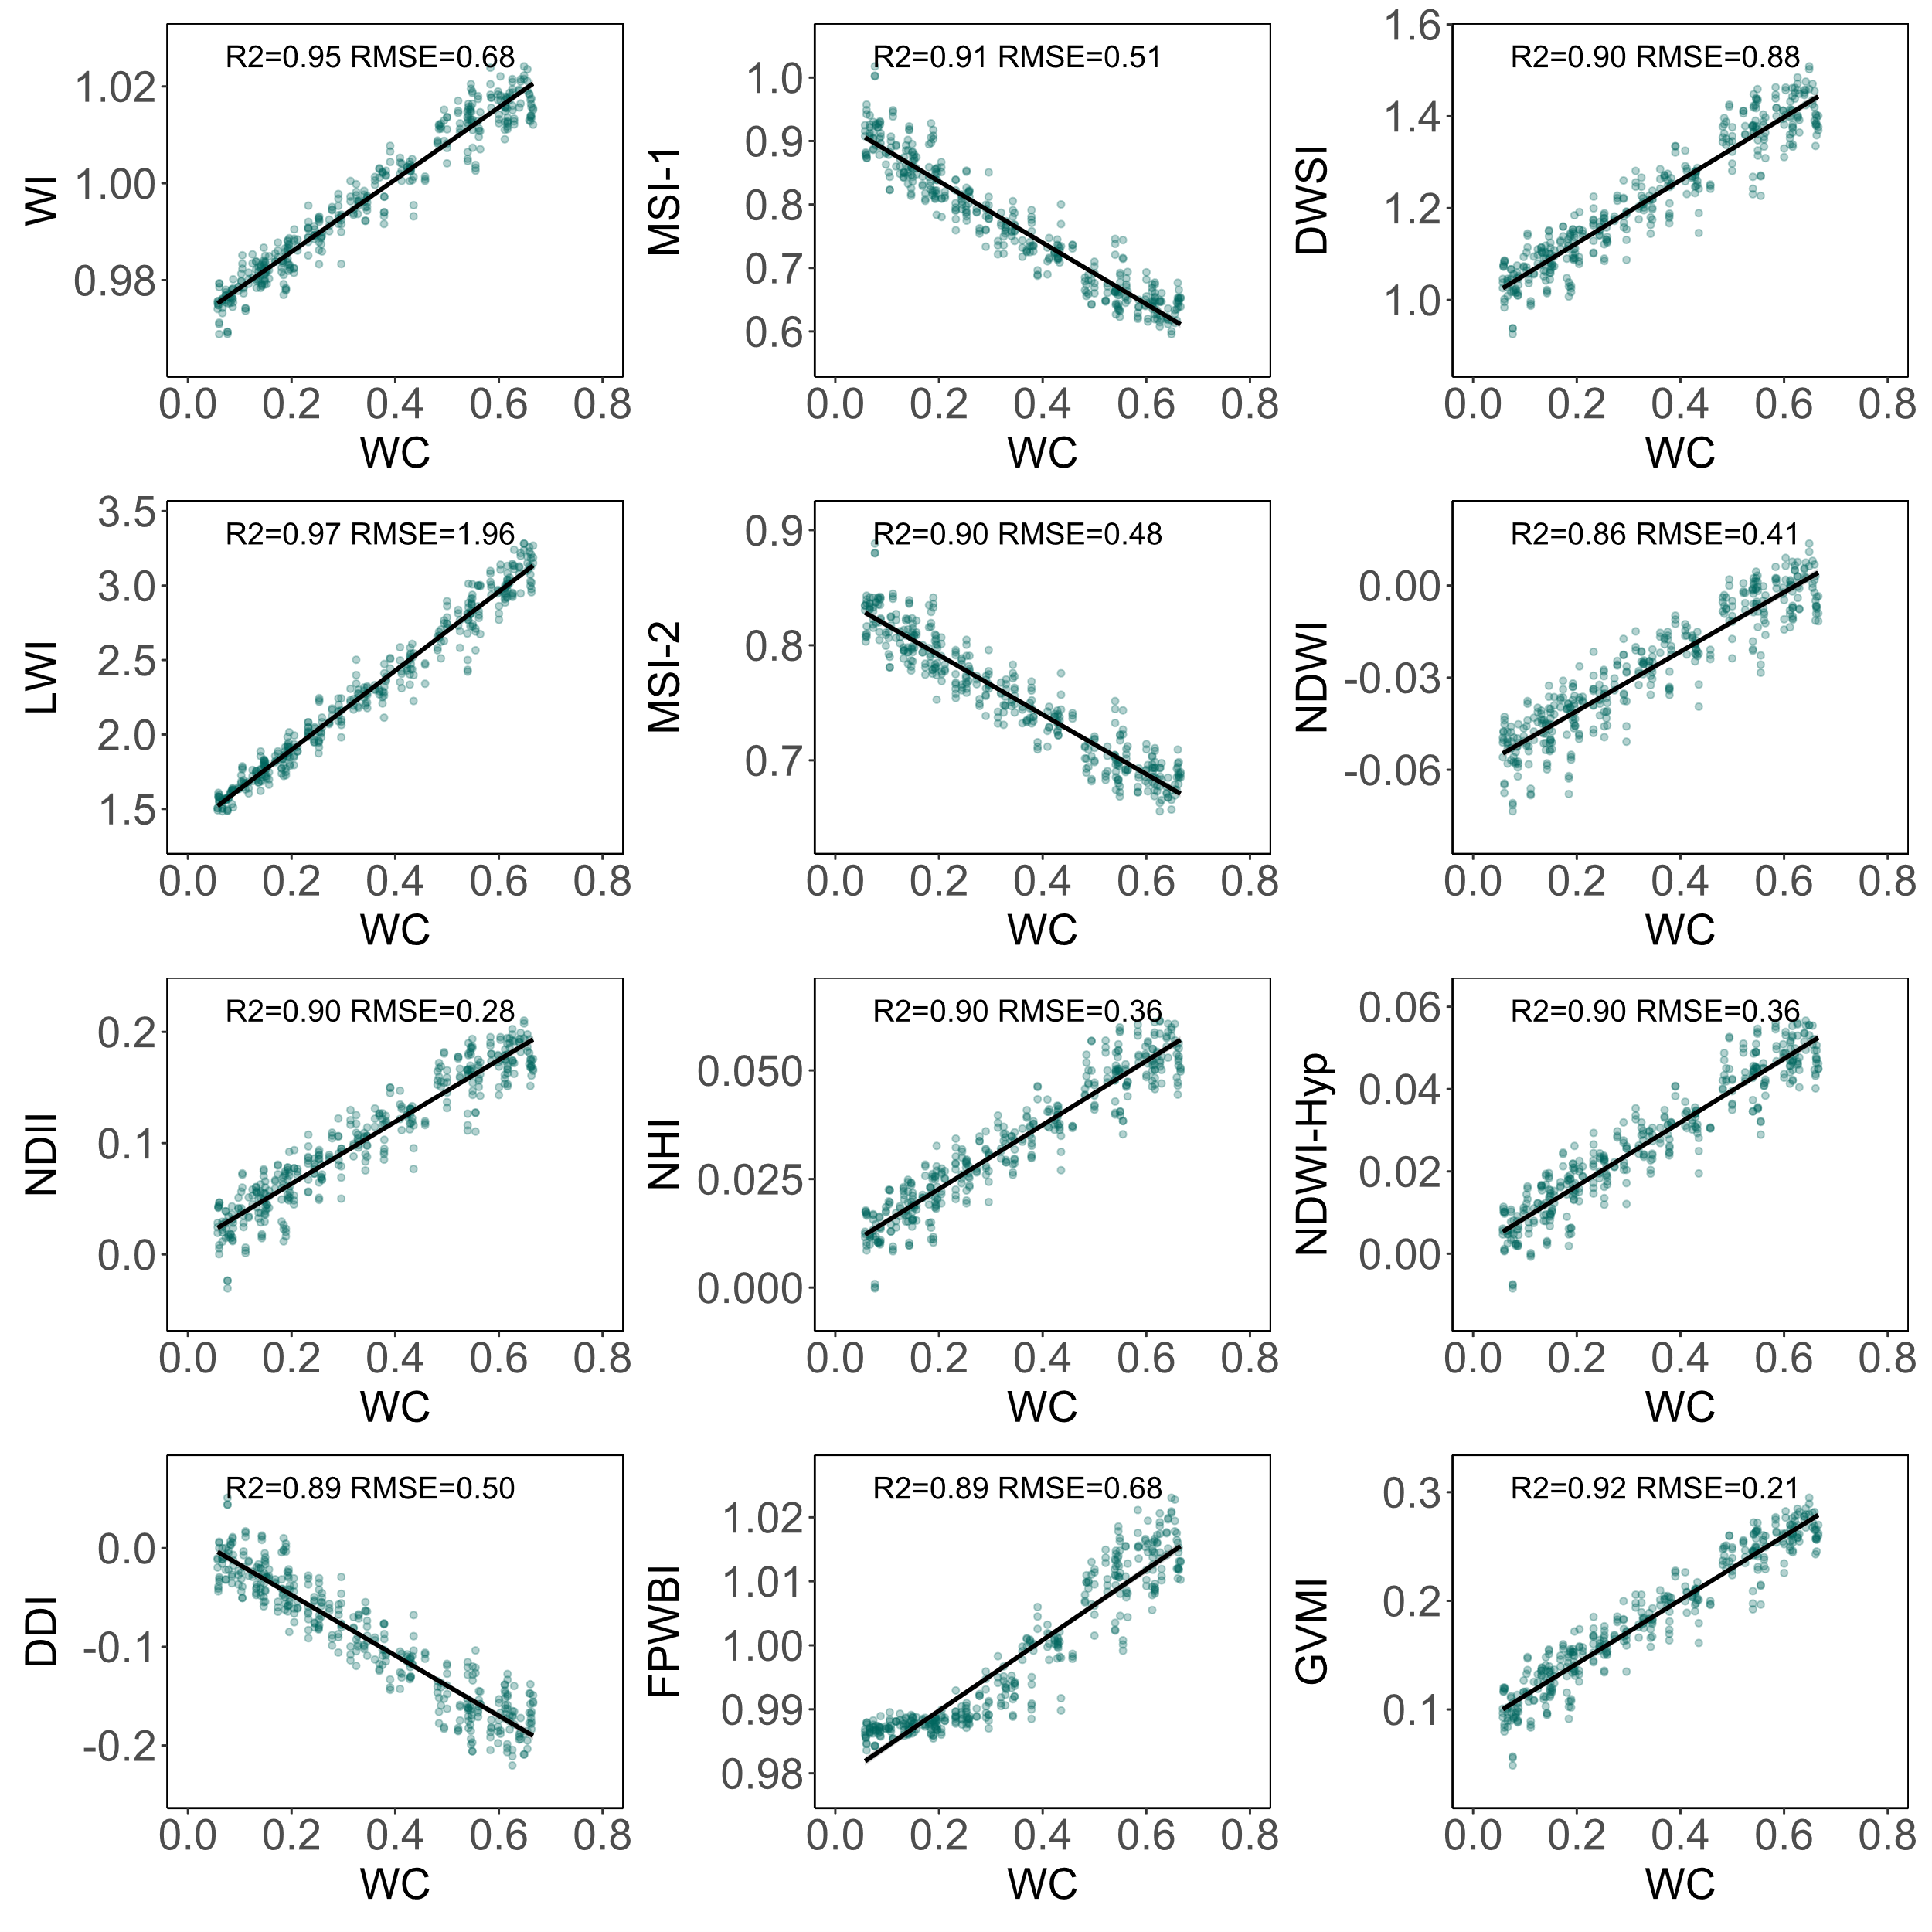 R2=0.95 RMSE=0.68
WI
1.02
1.00
0.98
0.0 0.2 0.4 0.6 0.8
WC
R2=0.91 RMSE=0.51
MSI-1
1.0
0.9
0.8
0.7
0.6
0.0 0.2 0.4 0.6 0.8
WC
R2=0.90 RMSE=0.88
DWSI
1.6
1.4
1.2
1.0
0.0 0.2 0.4 0.6 0.8
WC
R2=0.97 RMSE=1.96
LWI
3.5
3.0
2.5
2.0
1.5
0.0 0.2 0.4 0.6 0.8
WC
R2=0.90 RMSE=0.48
MSI-2
0.9
0.8
0.7
0.0 0.2 0.4 0.6 0.8
WC
R2=0.86 RMSE=0.41
NDWI
0.00
-0.03
-0.06
0.0 0.2 0.4 0.6 0.8
WC
R2=0.90 RMSE=0.28
NDII
0.2
0.1
0.0
0.0 0.2 0.4 0.6 0.8
WC
R2=0.90 RMSE=0.36
NHI
0.050
0.025
0.000
0.0 0.2 0.4 0.6 0.8
WC
R2=0.90 RMSE=0.36
NDWI-Hyp
0.06
0.04
0.02
0.00
0.0 0.2 0.4 0.6 0.8
WC
R2=0.89 RMSE=0.50
DDI
0.0
-0.1
-0.2
0.0 0.2 0.4 0.6 0.8
WC
R2=0.89 RMSE=0.68
FPWBI
1.02
1.01
1.00
0.99
0.98
0.0 0.2 0.4 0.6 0.8
WC
R2=0.92 RMSE=0.21
GVMII
0.3
0.2
0.1
0.0 0.2 0.4 0.6 0.8
WC